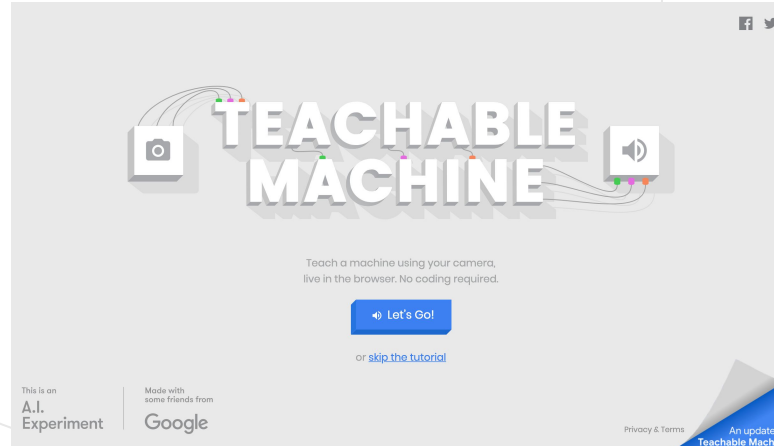 TEACHABLE
MACHINE
Teach a machine using your camera,
live in the browser. No coding required.
Let's Go!
or skip the tutorial
This is an
A.I.
Experiment
Made with
some friends from
Google
Privacy & Terms
An update
Teachable Mach